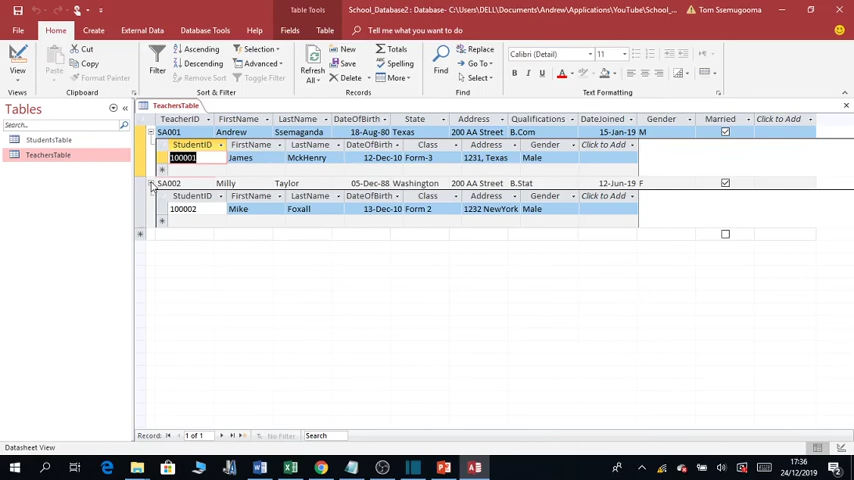 Table Tools
School_Database2 : Database- C:\Users\DELL\Documents\Andrew\Applications\YouTube\School_...
Tom Ssemugooma
File Home Create External Data Database Tools Fields Table Tell me what you want to do
View
Views
Paste
Cut
Copy
Format Painter
Clipboard
Filter
Ascending
Descending
Remove Sort
Selection
Advanced
Toggle Filter
Sort & Filter
Refresh All
New
Save
Delete
Totals
Spelling
More
Records
Find
Replace
Go To
Select
Find
Calibri (Detail) 11
B I U A
Text Formatting
Tables
Search...
StudentsTable
TeachersTable
TeachersTable
TeacherID FirstName LastName DateOfBirth State Address Qualifications DateJoined Gender Married Click to Add
SA001 Andrew Ssemaganda 18-Aug-80 Texas 200 AA Street B.Com 15-Jan-19 M
StudentID FirstName LastName DateOfBirth Class Address Gender Click to Add
100001 James MckHenry 12-Dec-10 Form-3 1231, Texas Male
SA002 Milly Taylor 05-Dec-88 Washington 200 AA Street B.Stat 12-Jun-19 F
StudentID FirstName LastName DateOfBirth Class Address Gender Click to Add
100002 Mike Foxall 13-Dec-10 Form 2 1232 NewYork Male
Record: 1 of 1 No Filter Search
Datasheet View
17:36
24/12/2019
2